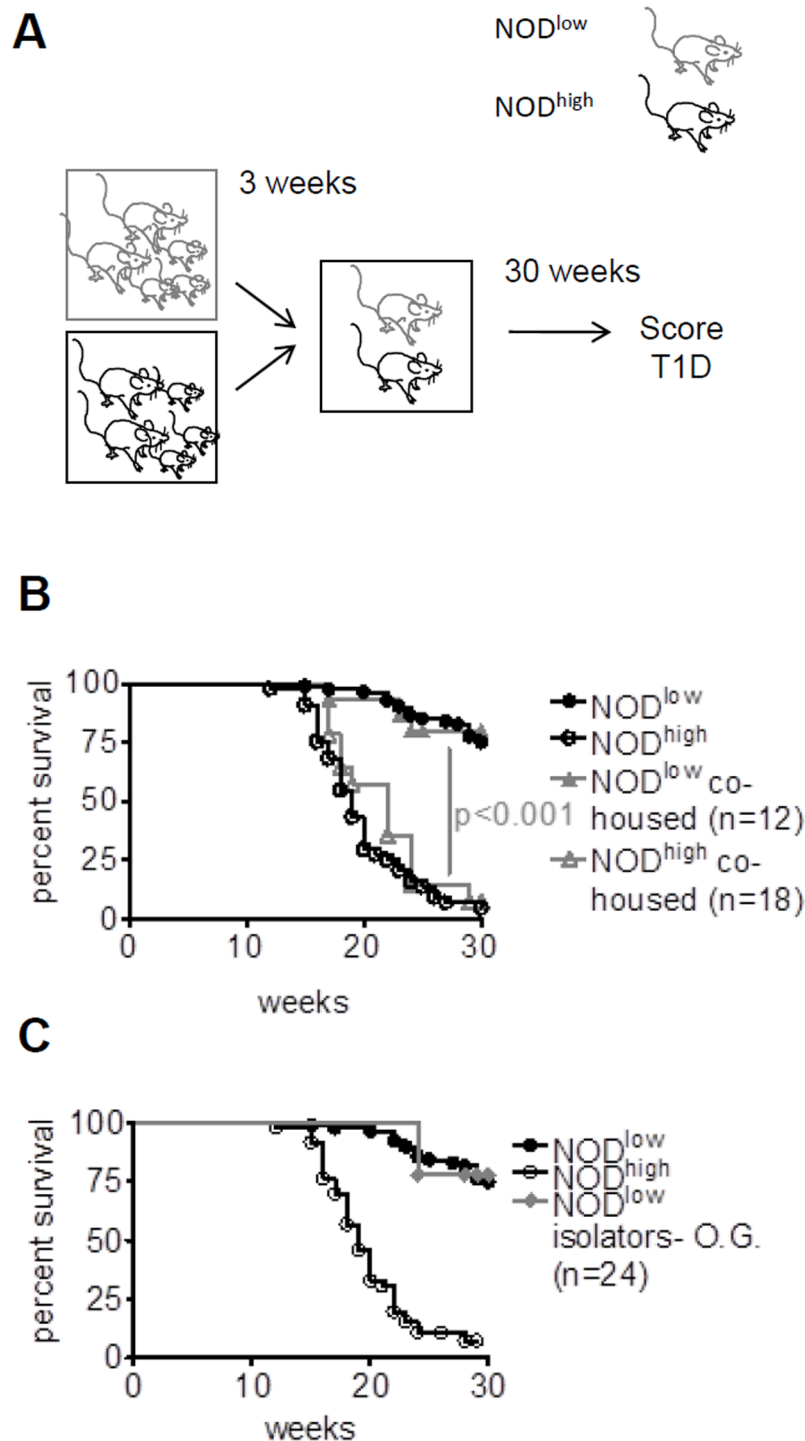 A
NODlow
NODhigh
3 weeks
30 weeks
Score
T1D
B
100
75
50
25
0
percent survival
0 10 20 30
weeks
p<0.001
NODlow
NODhigh
NODlow co-
housed (n=12)
NODhigh co-
housed (n=18)
C
100
75
50
25
0
percent survival
0 10 20 30
weeks
NODlow
NODhigh
NODlow
isolators- O.G.
(n=24)